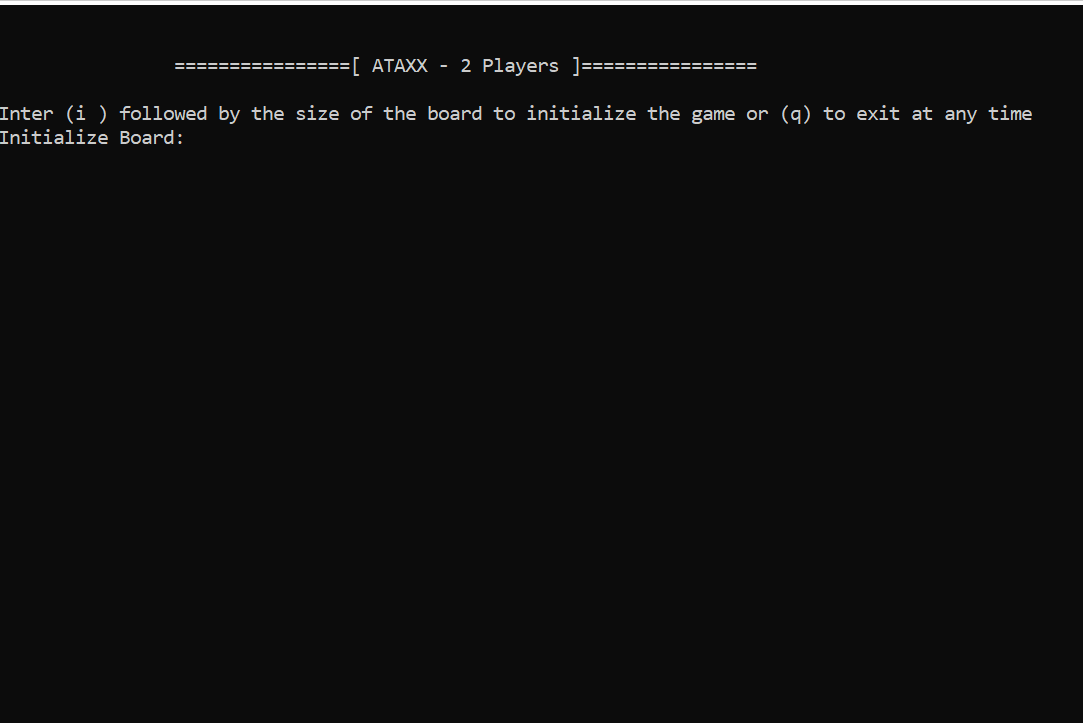 ================[ ATAXX - 2 Players ]================
Inter (i ) followed by the size of the board to initialize the game or (q) to exit at any time
Initialize Board: